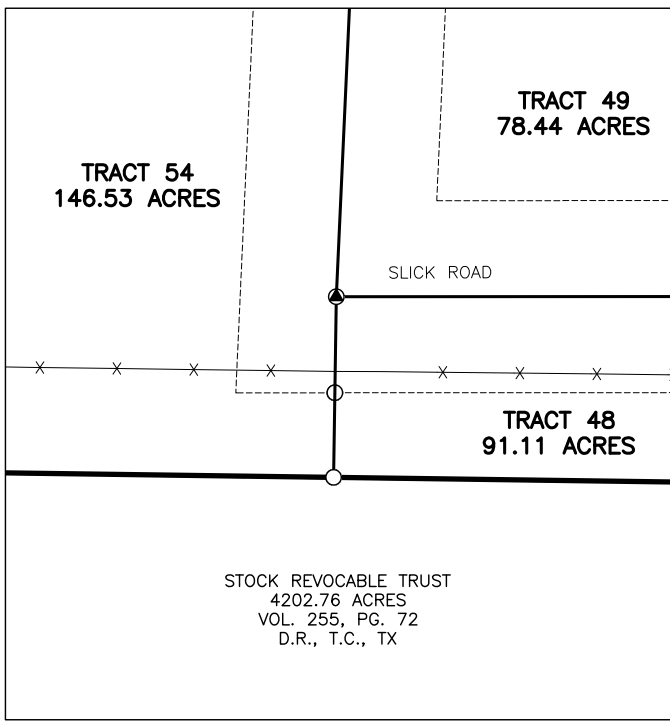 TRACT 49
78.44 ACRES
TRACT 54
146.53 ACRES
SLICK ROAD
TRACT 48
91.11 ACRES
STOCK REVOCABLE TRUST
4202.76 ACRES
VOL. 255, PG. 72
D.R., T.C., TX